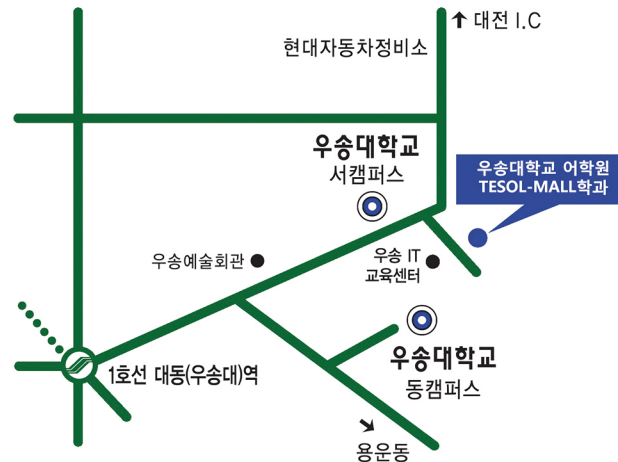 대전 I.C
현대자동차정비소
우송대학교
서캠퍼스
우송대학교 어학원
TESOL-MALL학과
우송예술회관
우송 IT
교육센터
우송대학교
동캠퍼스
1호선 대동(우송대)역
용운동